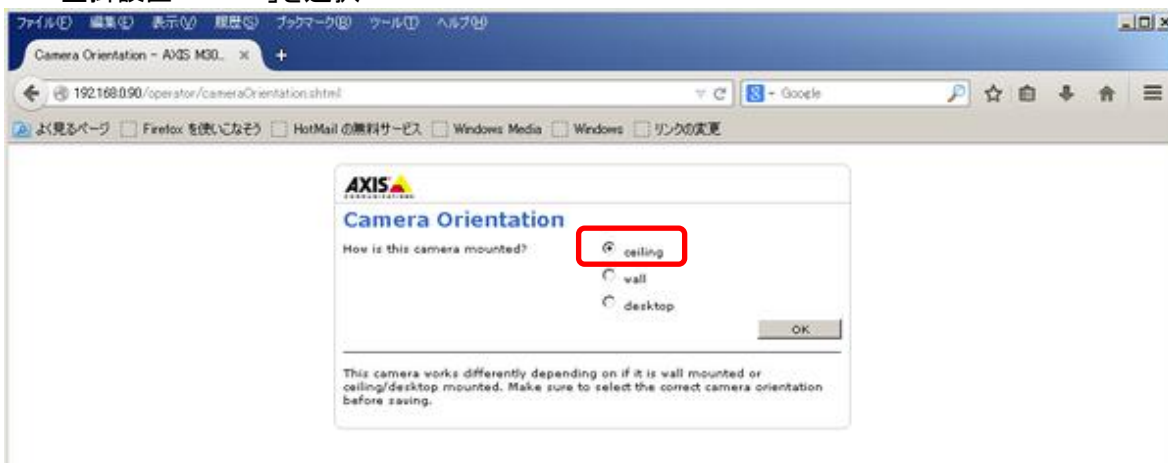 」を選択
ファイル(F) 編集(E) 表示(V) 履歴(S) ブックマーク(B) ツール(T) ヘルプ(H)
Camera Orientation - AXIS M30... × +
192.168.0.90/operator/cameraOrientation.shtml
Google
よく見るページ Firefox を使いこなそう HotMail の無料サービス Windows Media Windows リンクの変更
AXIS
COMMUNICATIONS
Camera Orientation
How is this camera mounted?
ceiling
wall
desktop
OK
This camera works differently depending on if it is wall mounted or
ceiling/desktop mounted. Make sure to select the correct camera orientation
before saving.